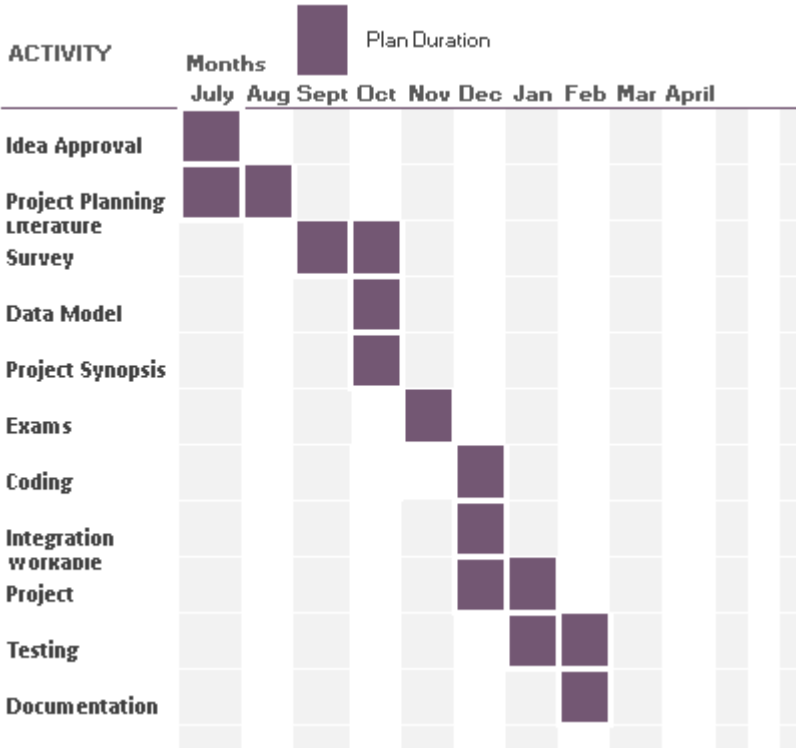 Plan Duration
ACTIVITY
Months
July Aug Sept Oct Nov Dec Jan Feb Mar April
Idea Approval
Project Planning
Literature
Survey
Data Model
Project Synopsis
Exams
Coding
Integration
Workable
Project
Testing
Documentation